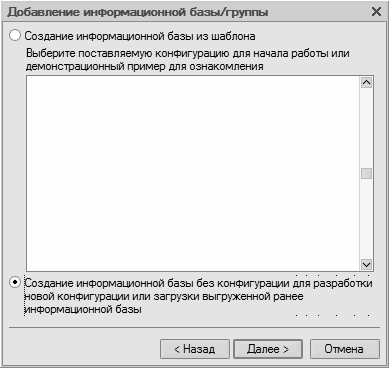 Добавление информационной базы/группы
Создание информационной базы из шаблона
Выберите поставляемую конфигурацию для начала работы или
демонстрационный пример для ознакомления
Создание информационной базы без конфигурации для разработки
новой конфигурации или загрузки выгруженной ранее
информационной базы
< Назад
Далее >
Отмена